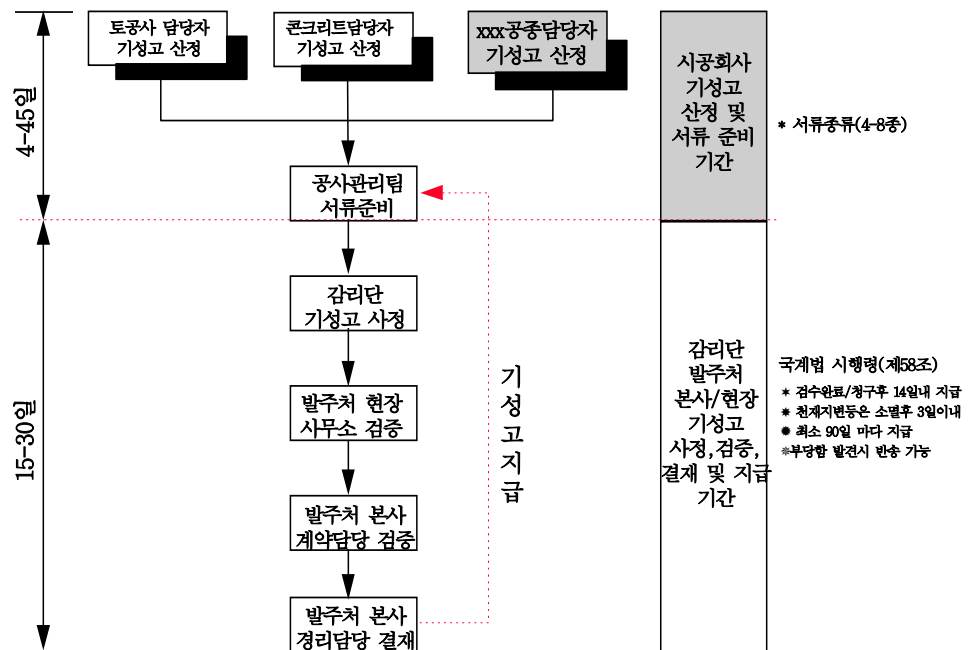 토공사 담당자
기성고 산정
콘크리트담당자
기성고 산정
xxx공종담당자
기성고 산정
4-45일
시공회사
기성고
산정 및
서류 준비
기간
* 서류종류(4-8종)
공사관리팀
서류준비
15-30일
감리단
기성고 사정
발주처 현장
사무소 검증
발주처 본사
계약담당 검증
발주처 본사
경리담당 결재
기성고지급
감리단
발주처
본사/현장
기성고
사정,검증,
결재 및 지급
기간
국계법 시행령(제58조)
* 검수완료/청구후 14일내 지급
* 천재지변등은 소멸후 3일이내
● 최소 90일 마다 지급
※부당함 발견시 반송 가능